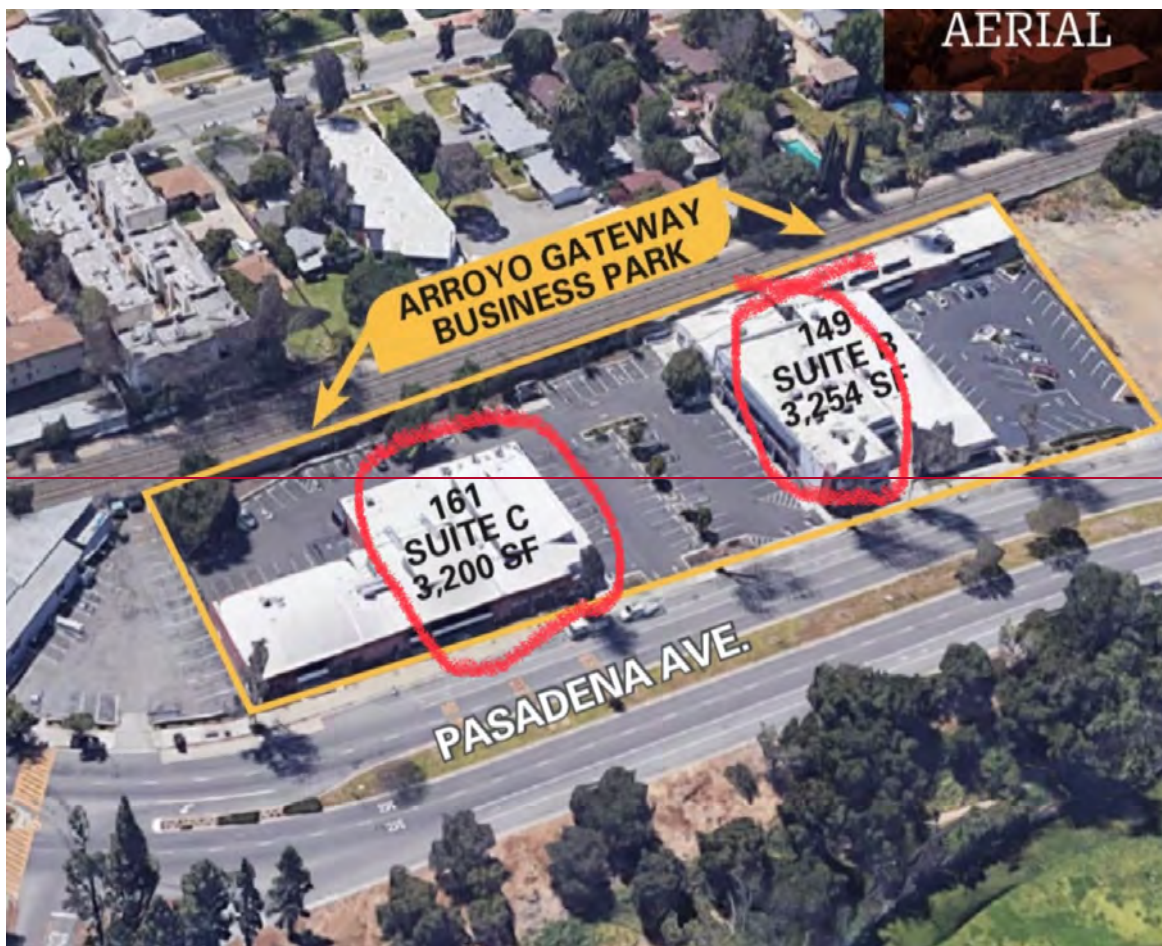 AERIAL
ARROYO GATEWAY
BUSINESS PARK
149
SUITE B
3,254 SF
161
SUITE C
3,200 SF
PASADENA AVE.